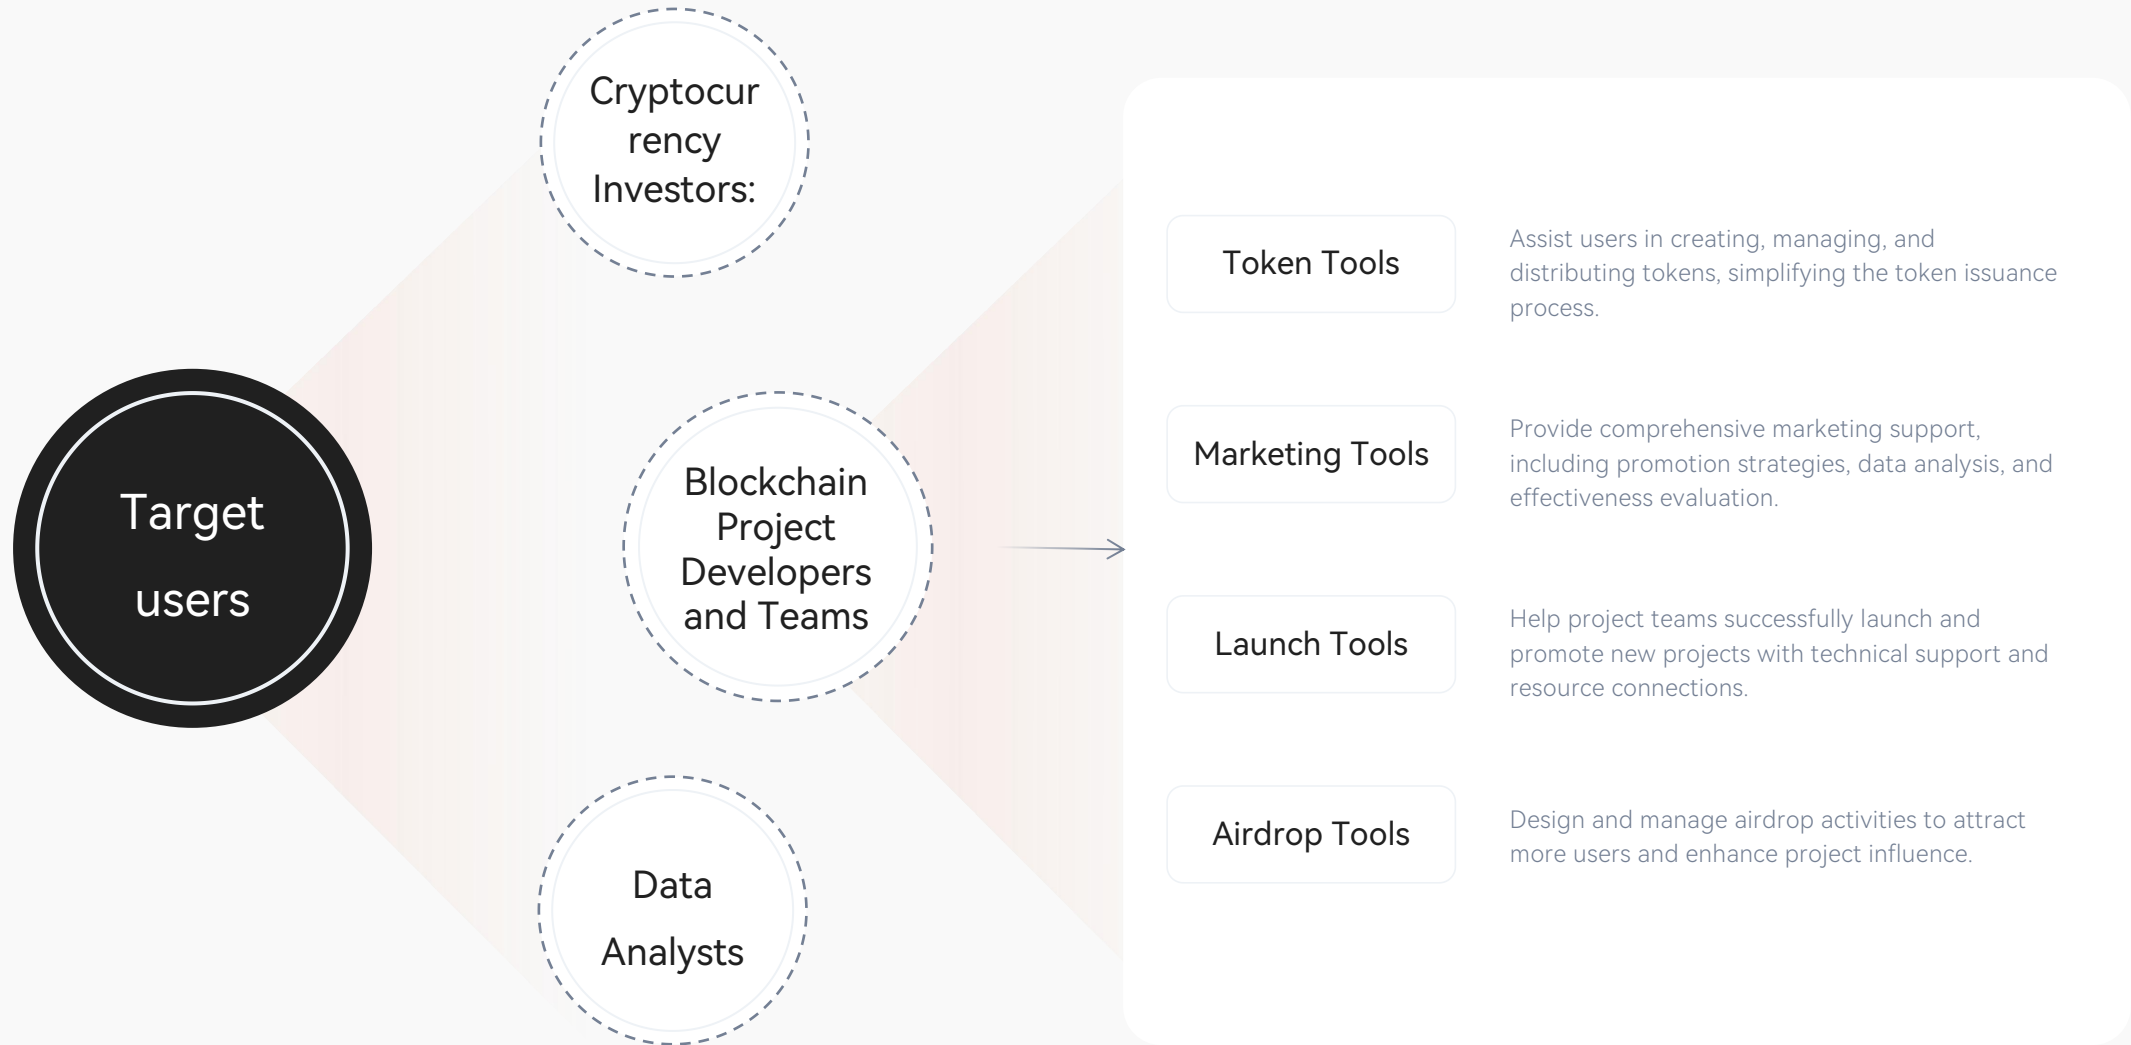 Target
users
Cryptocur
rency
Investors:
Blockchain
Project
Developers
and Teams
Data
Analysts
Token Tools
Assist users in creating, managing, and
distributing tokens, simplifying the token issuance
process.
Marketing Tools
Provide comprehensive marketing support,
including promotion strategies, data analysis, and
effectiveness evaluation.
Launch Tools
Help project teams successfully launch and
promote new projects with technical support and
resource connections.
Airdrop Tools
Design and manage airdrop activities to attract
more users and enhance project influence.